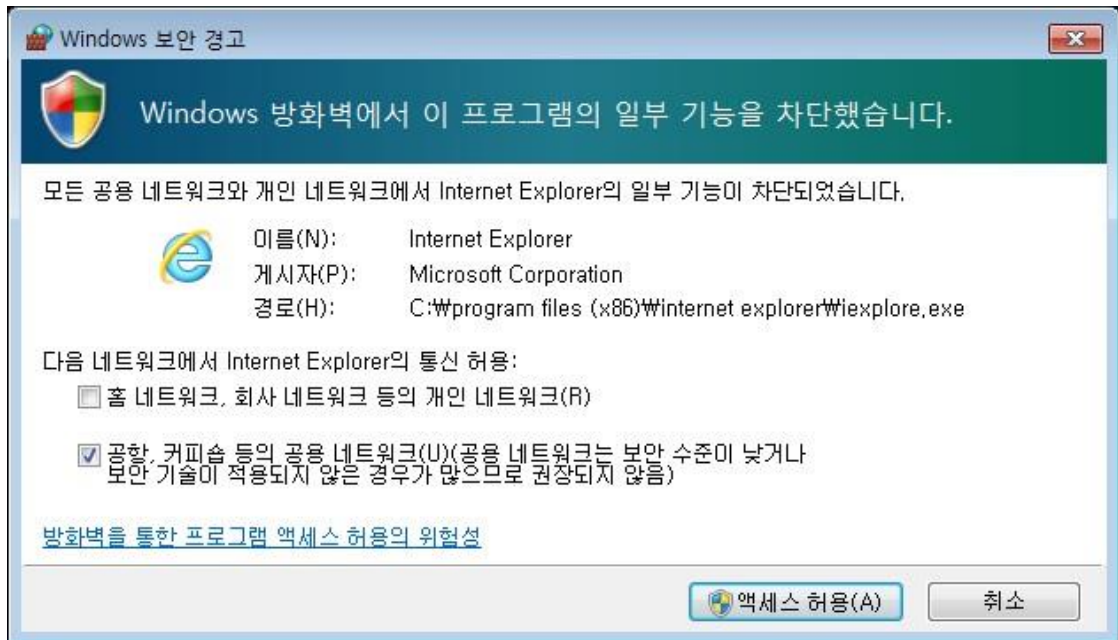 Windows 보안 경고
Windows 방화벽에서 이 프로그램의 일부 기능을 차단했습니다.
모든 공용 네트워크와 개인 네트워크에서 Internet Explorer의 일부 기능이 차단되었습니다.
이름(N): Internet Explorer
게시자(P): Microsoft Corporation
경로(H): C:₩program files (x86)₩internet explorer₩iexplore.exe
다음 네트워크에서 Internet Explorer의 통신 허용:
홈 네트워크, 회사 네트워크 등의 개인 네트워크(R)
공항, 커피숍 등의 공용 네트워크(U)(공용 네트워크는 보안 수준이 낮거나
보안 기술이 적용되지 않은 경우가 많으므로 권장되지 않음)
방화벽을 통한 프로그램 액세스 허용의 위험성
액세스 허용(A)
취소